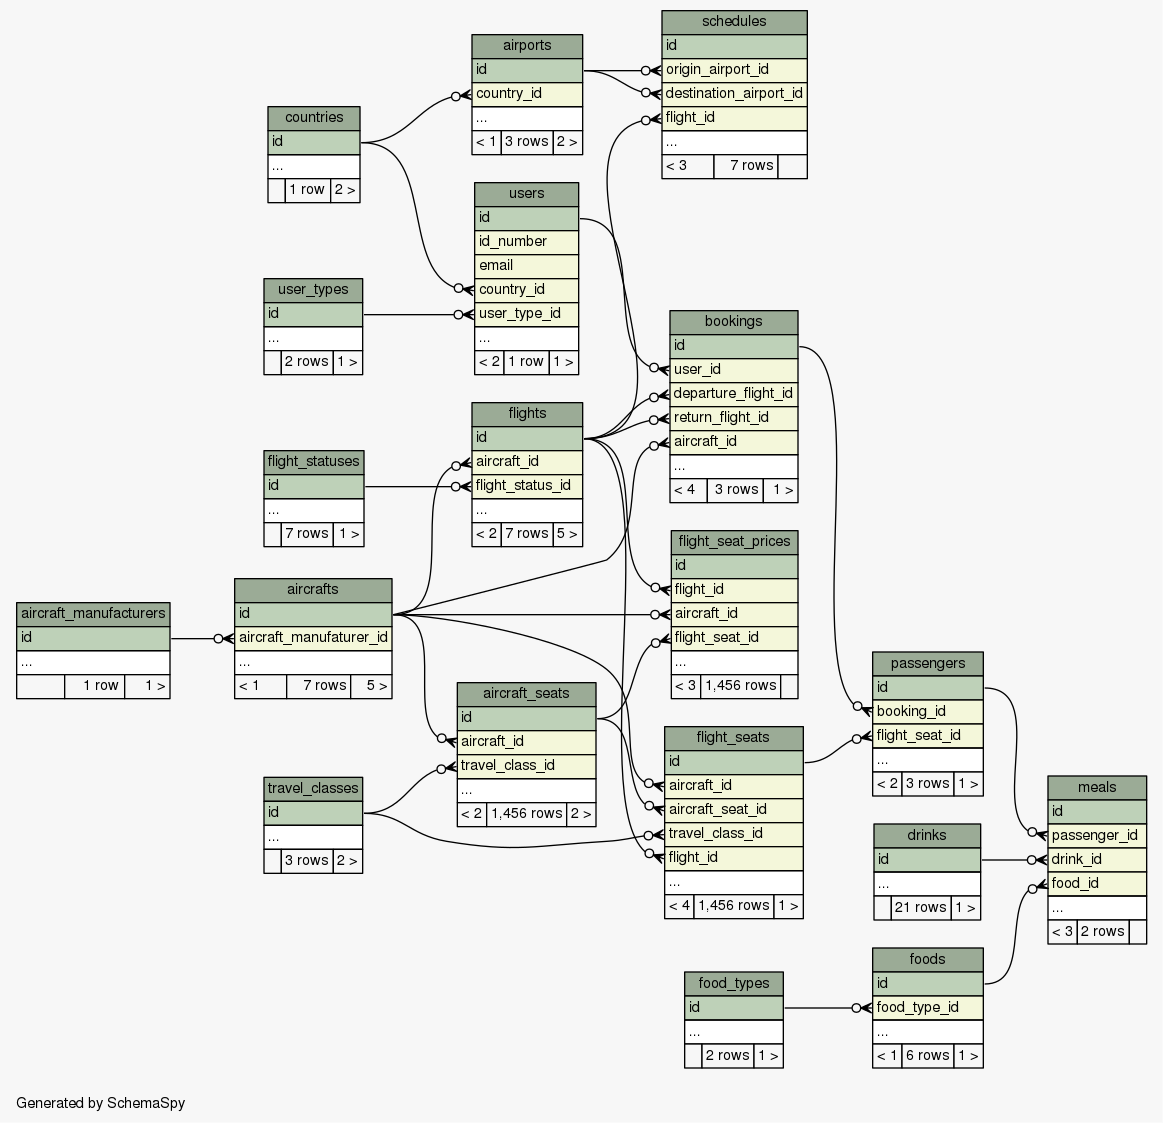 schedules
id
origin_airport_id
destination_airport_id
flight_id
...
< 3 7 rows
airports
id
country_id
...
< 1 3 rows 2 >
countries
id
...
1 row 2 >
users
id
id_number
email
country_id
user_type_id
...
< 2 1 row 1 >
user_types
id
...
2 rows 1 >
bookings
id
user_id
departure_flight_id
return_flight_id
aircraft_id
...
< 4 3 rows 1 >
flights
id
aircraft_id
flight_status_id
...
< 2 7 rows 5 >
flight_statuses
id
...
7 rows 1 >
flight_seat_prices
id
flight_id
aircraft_id
flight_seat_id
...
< 3 1,456 rows
aircrafts
id
aircraft_manufaturer_id
...
< 1 7 rows 5 >
aircraft_manufacturers
id
...
1 row 1 >
passengers
id
booking_id
flight_seat_id
...
< 2 3 rows 1 >
aircraft_seats
id
aircraft_id
travel_class_id
...
< 2 1,456 rows 2 >
flight_seats
id
aircraft_id
aircraft_seat_id
travel_class_id
flight_id
...
< 4 1,456 rows 1 >
travel_classes
id
...
3 rows 2 >
meals
id
passenger_id
drink_id
food_id
...
< 3 2 rows
drinks
id
...
21 rows 1 >
foods
id
food_type_id
...
< 1 6 rows 1 >
food_types
id
...
2 rows 1 >
Generated by SchemaSpy